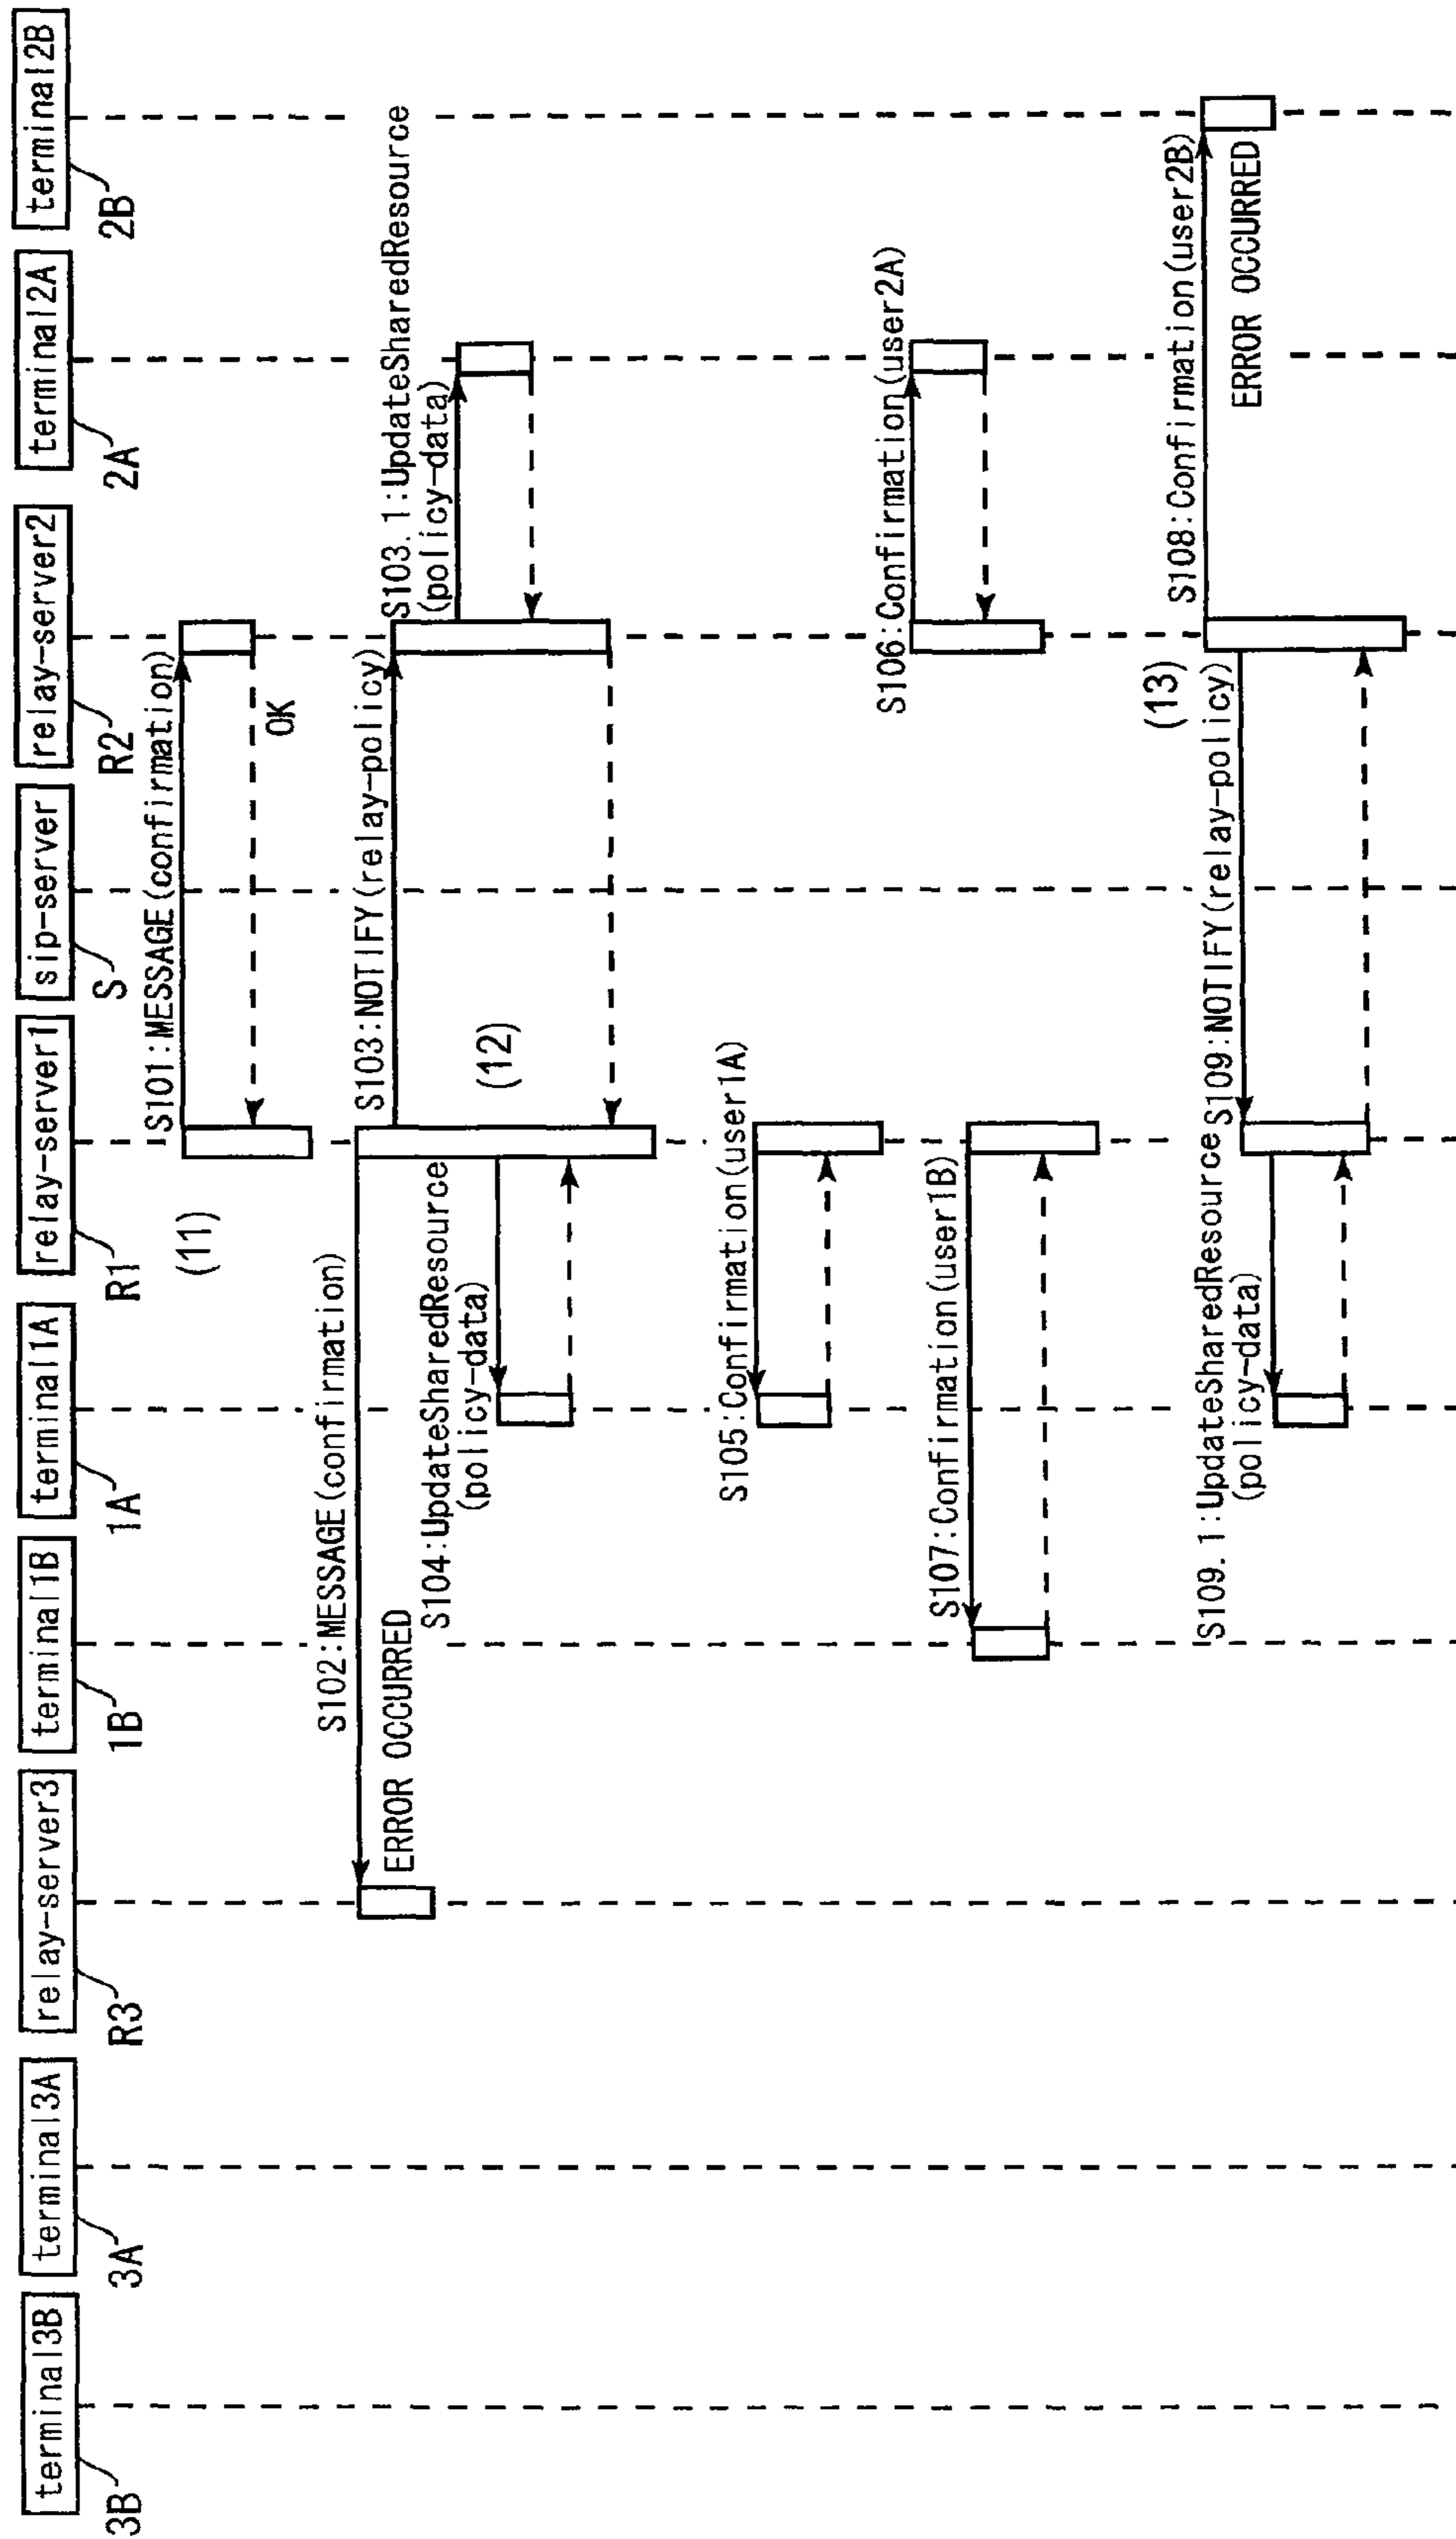 terminal3B
terminal3A
relay-server3
terminal1B
terminal1A
relay-server1
sip-server
relay-server2
terminal2A
terminal2B
3B
3A
R3
1B
1A
R1
S
R2
2A
2B
(11)
S101:MESSAGE(confirmation)
OK
S102:MESSAGE(confirmation)
ERROR OCCURRED
S103:NOTIFY(relay-policy)
S103.1:UpdateSharedResource
(policy-data)
S104:UpdateSharedResource
(policy-data)
(12)
S105:Confirmation(user1A)
S106:Confirmation(user2A)
S107:Confirmation(user1B)
(13)
S108:Confirmation(user2B)
ERROR OCCURRED
S109:NOTIFY(relay-policy)
S109.1:UpdateSharedResource
(policy-data)